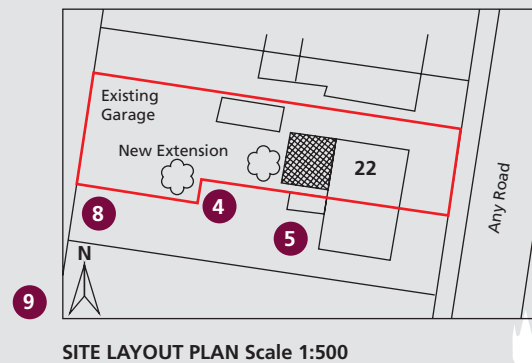 Existing
Garage
New Extension
22
Any Road
4
8
5
N
9
SITE LAYOUT PLAN Scale 1:500